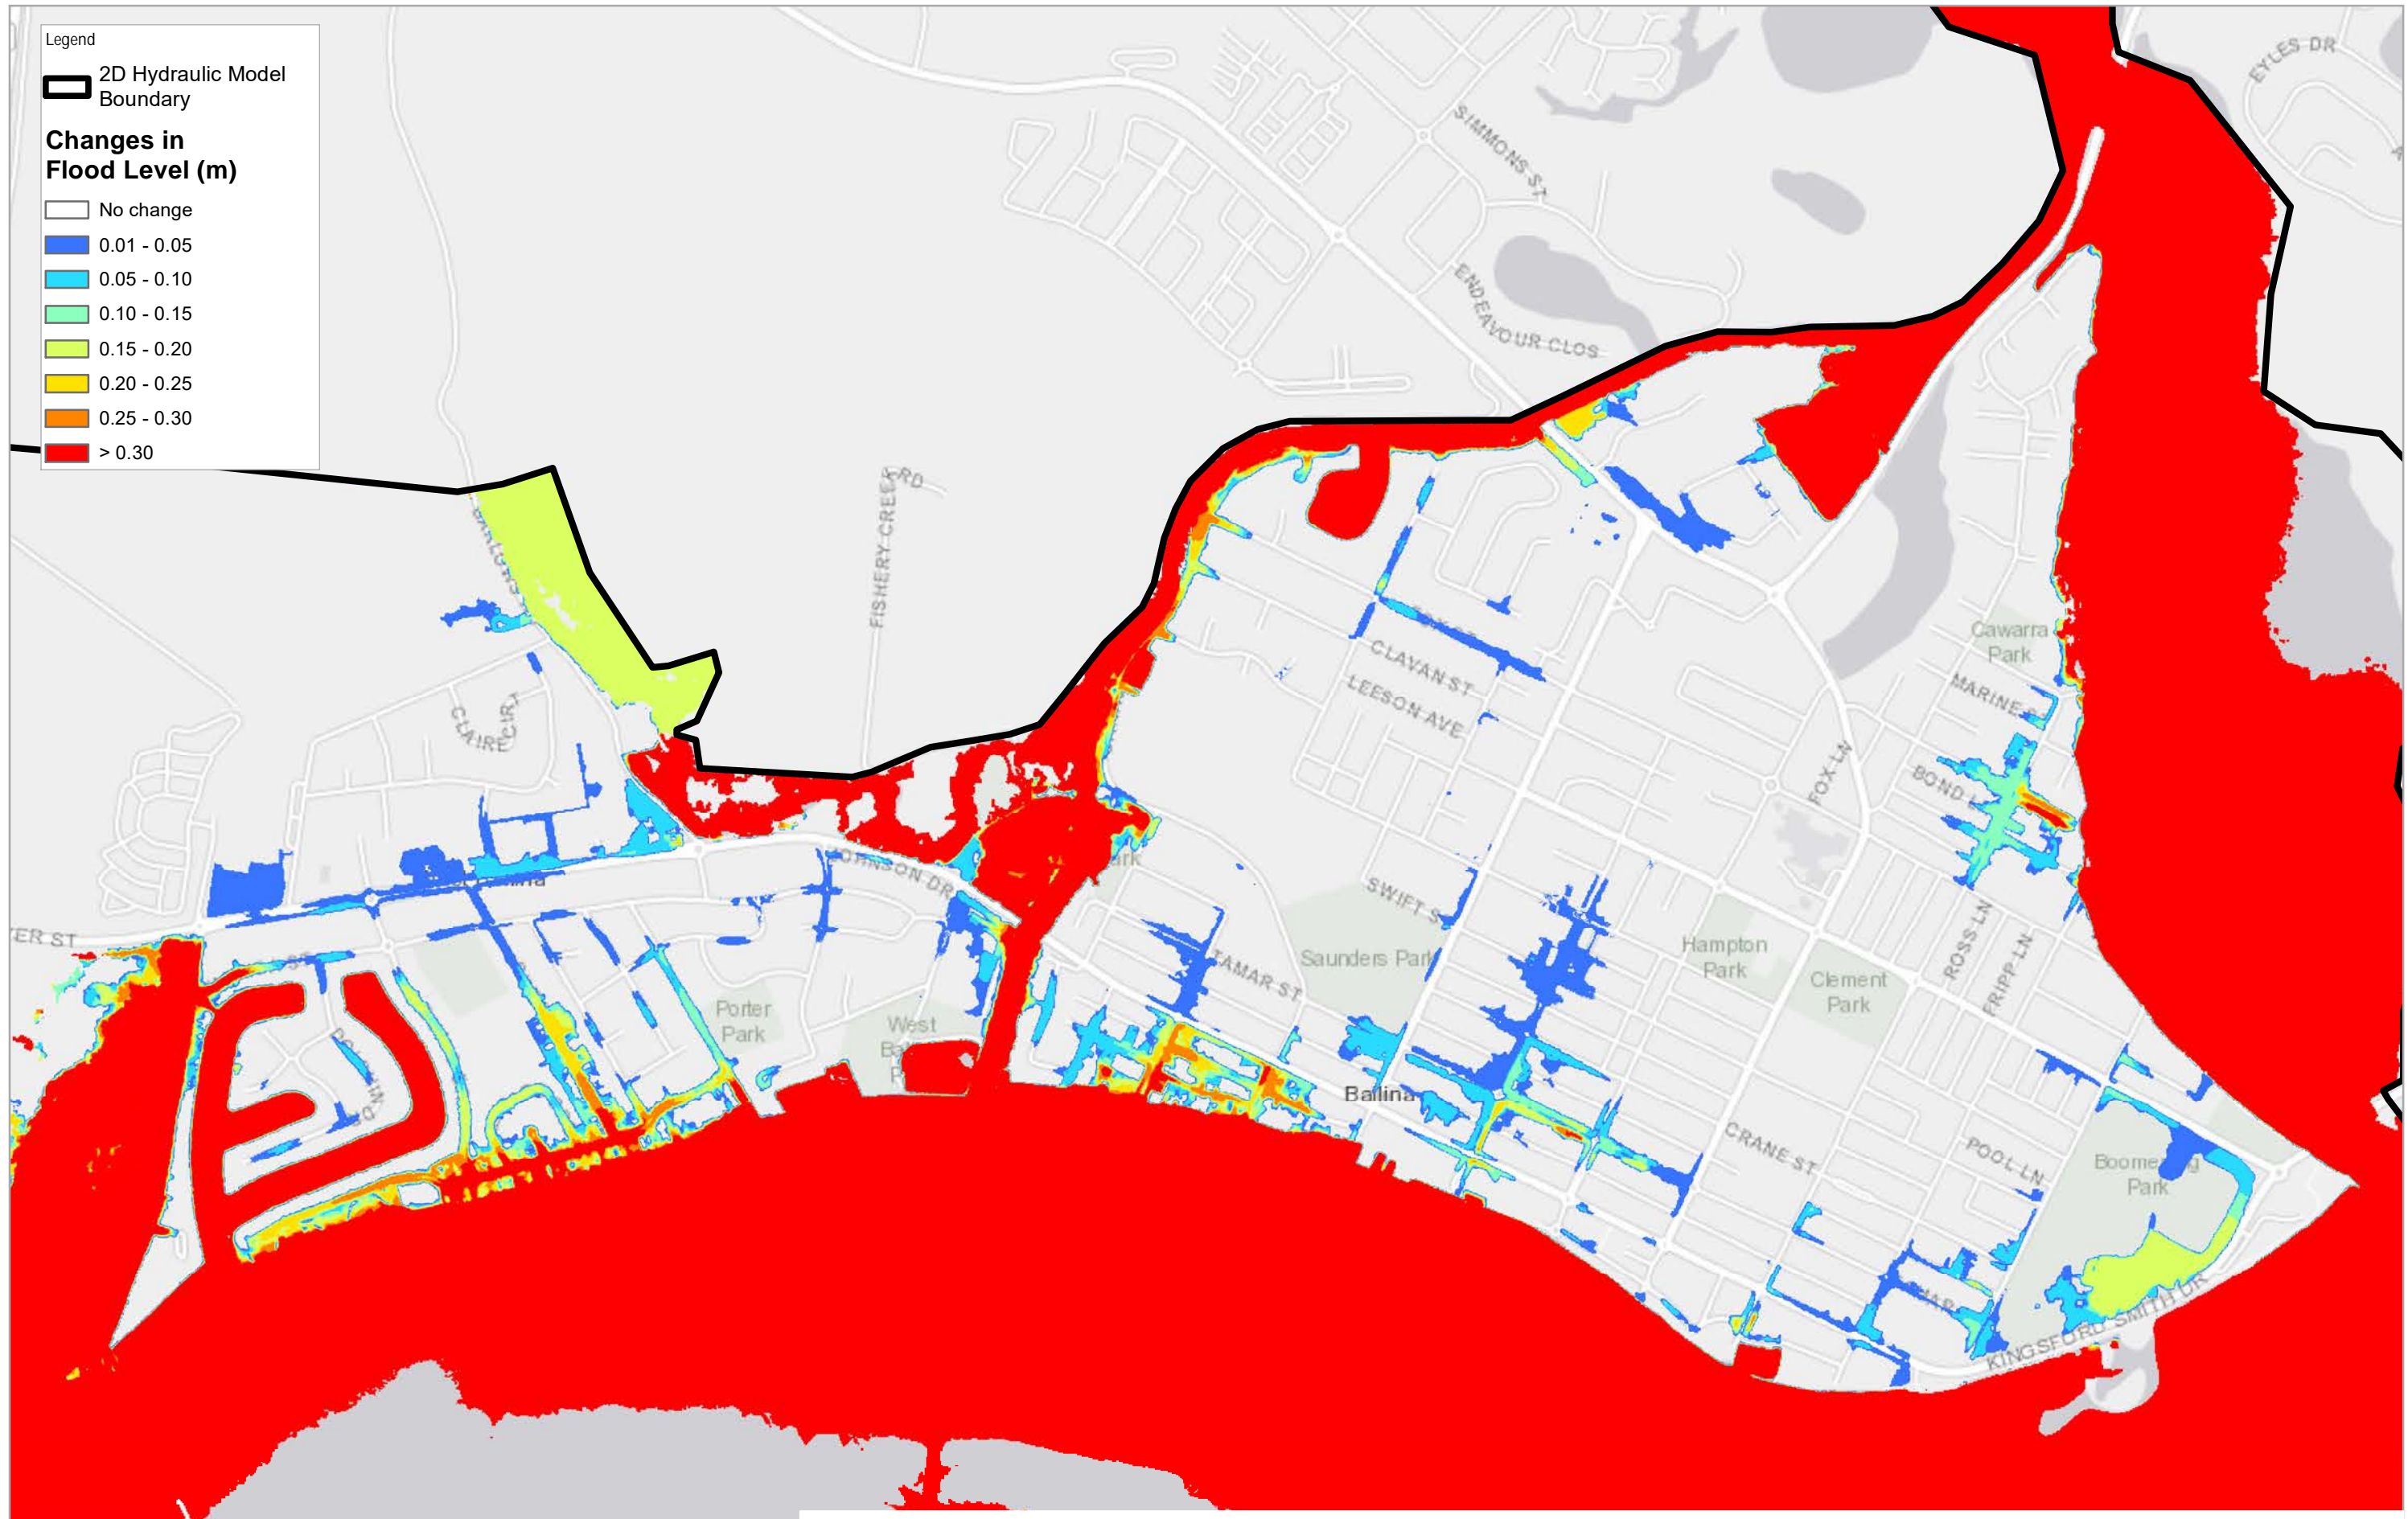 Legend
2D Hydraulic Model
Boundary
Changes in
Flood Level (m)
No change
0.01 - 0.05
0.05 - 0.10
0.10 - 0.15
0.15 - 0.20
0.20 - 0.25
0.25 - 0.30
> 0.30
EYLES DR
SIMMONS ST
ENDEAVOUR CLOS
FISHERY CREEK RD
CLAVAN ST
LEESON AVE
Cawarra
Park
MARINE S
CLAIRE CIR
FOX LN
BOND L
JOHNSON DR
SWIFT S
ER ST
TAMAR ST
Saunders Park
Hampton
Park
Clement
Park
ROSS LN
FRIPP LN
Porter
Park
West
Ballina
CRANE ST
POOL LN
Boomerang
Park
KINGSFORD SMITH DR